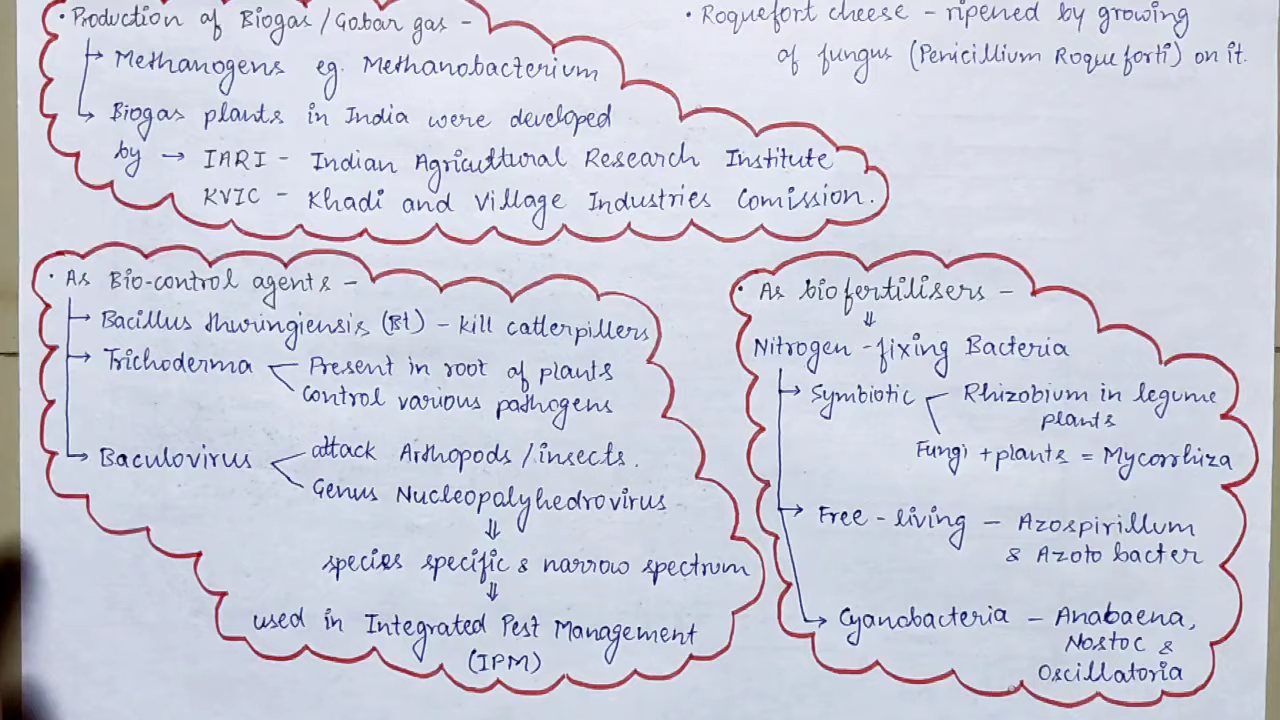 • Production of Biogas/Gobar gas -
Methanogens eg. Methanobacterium
Biogas plants in India were developed
by → IARI - Indian Agricultural Research Institute
KVIC - Khadi and Village Industries Comission.
• Roquefort cheese - ripened by growing
of fungus (Penicillium Roqueforti) on it.
• As Bio-control agents -
Bacillus thuringiensis (Bt) - kill catterpillers
Trichoderma
Present in root of plants
control various pathogens
Baculovirus
attack Arthopods/insects.
Genus Nucleopalyhedrovirus
⇓
species specific & narrow spectrum
⇓
used in Integrated Pest Management
(IPM)
• As biofertilisers -
⇓
Nitrogen-fixing Bacteria
Symbiotic
Rhizobium in legume
plants
Fungi + plants = Mycorrhiza
Free-living - Azospirillum
& Azotobacter
Cyanobacteria - Anabaena,
Nostoc &
Oscillatoria